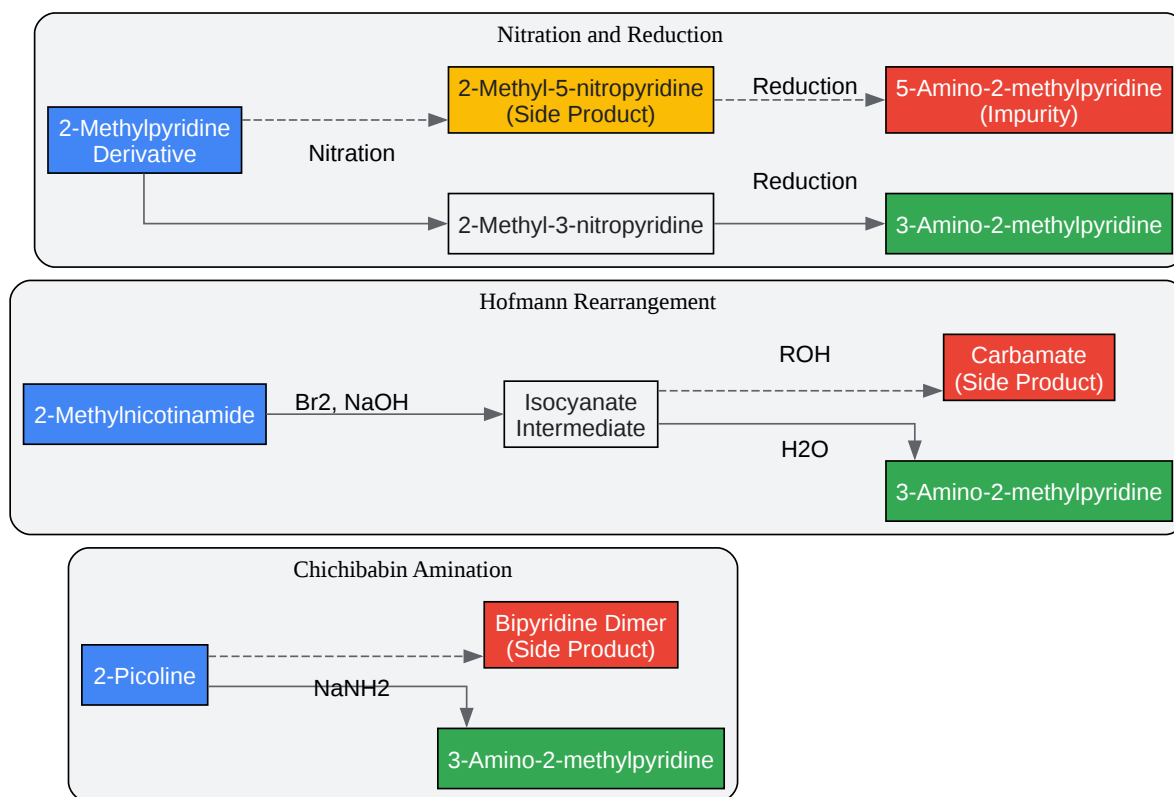 Nitration and Reduction
2-Methylpyridine
Derivative
Nitration
2-Methyl-5-nitropyridine
(Side Product)
Reduction
5-Amino-2-methylpyridine
(Impurity)
2-Methyl-3-nitropyridine
Reduction
3-Amino-2-methylpyridine
Hofmann Rearrangement
2-Methylnicotinamide
Br2, NaOH
Isocyanate
Intermediate
ROH
Carbamate
(Side Product)
H2O
3-Amino-2-methylpyridine
Chichibabin Amination
2-Picoline
Bipyridine Dimer
(Side Product)
NaNH2
3-Amino-2-methylpyridine